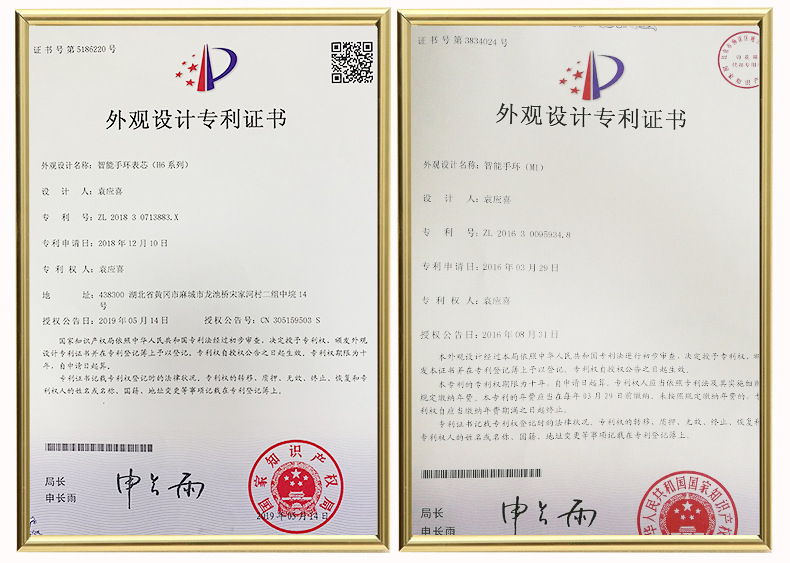 证书号第5186220号
外观设计专利证书
外观设计名称：智能手环表芯（H6系列）
设计人：袁应喜
专利号：ZL 2018 3 0713883.X
专利申请日：2018年12月10日
专利权人：袁应喜
地址：438300 湖北省黄冈市麻城市龙池桥宋家河村二组中垸14
号
授权公告日：2019年05月14日 授权公告号：CN 305159503 S
国家知识产权局依照中华人民共和国专利法经过初步审查，决定授予专利权，颁发外观
设计专利证书并在专利登记簿上予以登记。专利权自授权公告之日起生效。专利权期限为十
年，自申请日起算。
专利证书记载专利权登记时的法律状况。专利权的转移、质押、无效、终止、恢复和专
利权人的姓名或名称、国籍、地址变更等事项记载在专利登记簿上。
局长
申长雨
申长雨
国家知识产权局
2019年05月14日
证书号第3834024号
外观设计专利证书
外观设计名称：智能手环（M1）
设计人：袁应喜
专利号：ZL 2016 3 0095934.8
专利申请日：2016年03月29日
专利权人：袁应喜
授权公告日：2016年08月31日
本外观设计经过本局依照中华人民共和国专利法进行初步审查，决定授予专利权，
发本证书并在专利登记簿上予以登记。专利权自授权公告之日起生效。
本专利的专利权期限为十年，自申请日起算。专利权人应当依照专利法及其实施细则
规定缴纳年费。本专利的年费应当在每年03月29日前缴纳。未按照规定缴纳年费的，专
利权自应当缴纳年费期满之日起终止。
专利证书记载专利权登记时的法律状况。专利权的转移、质押、无效、终止、恢复和
专利权人的姓名或名称、国籍、地址变更等事项记载在专利登记簿上。
局长
申长雨
申长雨
华人民共和国国家知识产权